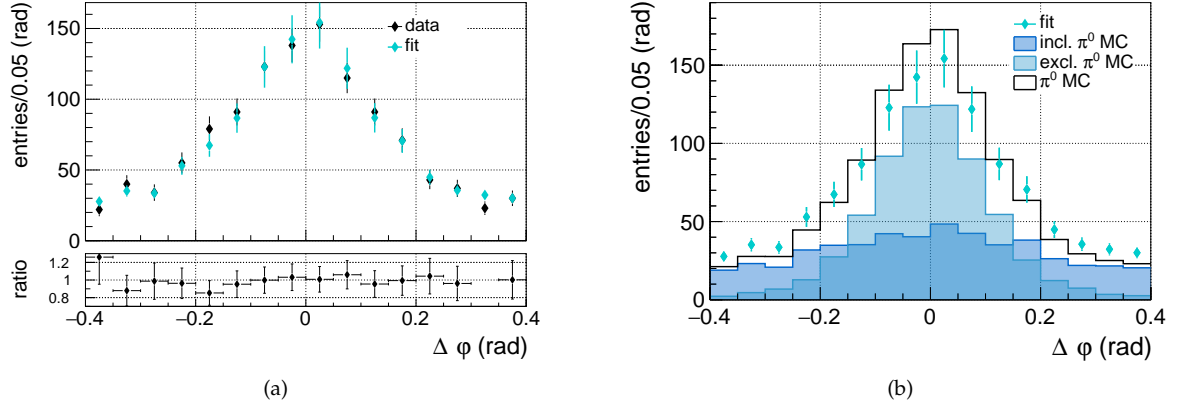 entries/0.05 (rad)
150
100
50
0
data
fit
ratio
1.2
1
0.8
−0.4
−0.2
0
0.2
0.4
Δ φ (rad)
(a)
entries/0.05 (rad)
150
100
50
0
fit
incl. π⁰ MC
excl. π⁰ MC
π⁰ MC
−0.4
−0.2
0
0.2
0.4
Δ φ (rad)
(b)